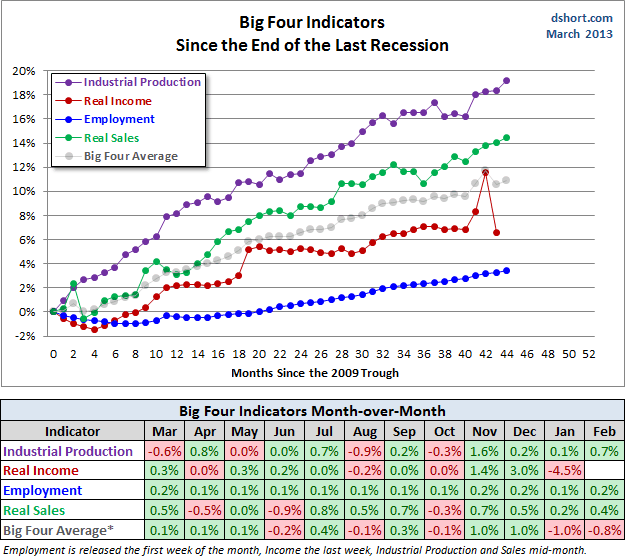 Big Four Indicators
Since the End of the Last Recession
dshort.com
March 2013
20%
18%
16%
14%
12%
10%
8%
6%
4%
2%
0%
-2%
Industrial Production
Real Income
Employment
Real Sales
Big Four Average
0 2 4 6 8 10 12 14 16 18 20 22 24 26 28 30 32 34 36 38 40 42 44 46 48 50 52
Months Since the 2009 Trough
Big Four Indicators Month-over-Month
Indicator Mar Apr May Jun Jul Aug Sep Oct Nov Dec Jan Feb
Industrial Production -0.6% 0.8% 0.0% 0.0% 0.7% -0.9% 0.2% -0.3% 1.6% 0.2% 0.1% 0.7%
Real Income 0.3% 0.0% 0.3% 0.2% 0.0% -0.2% 0.0% 0.0% 1.4% 3.0% -4.5%
Employment 0.2% 0.1% 0.1% 0.1% 0.1% 0.1% 0.1% 0.1% 0.2% 0.2% 0.1% 0.2%
Real Sales 0.5% -0.5% 0.0% -0.9% 0.8% 0.5% 0.7% -0.3% 0.7% 0.5% 0.2% 0.4%
Big Four Average* 0.1% 0.1% 0.1% -0.2% 0.4% -0.1% 0.3% -0.1% 1.0% 1.0% -1.0% -0.8%
Employment is released the first week of the month, Income the last week, Industrial Production and Sales mid-month.